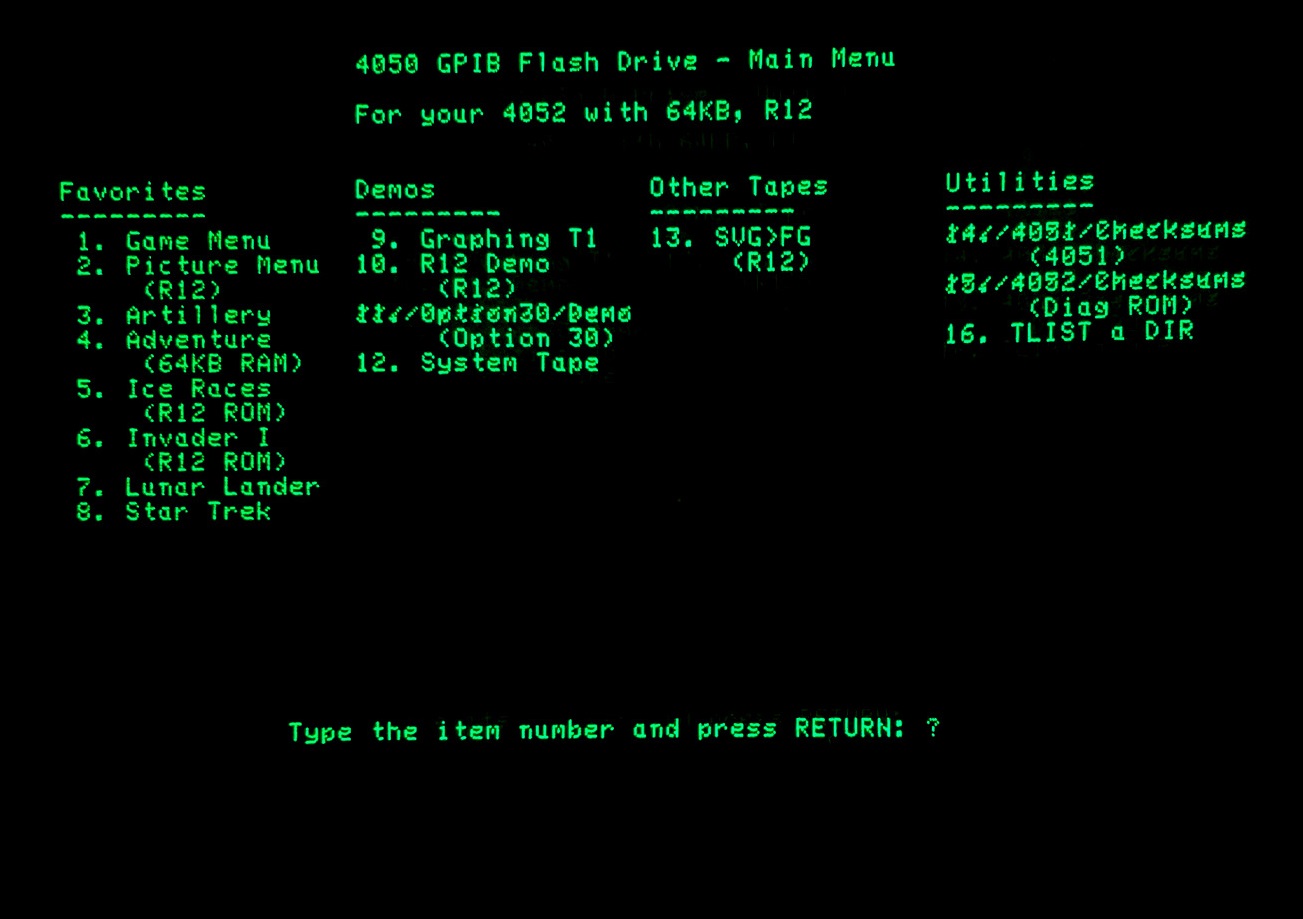 4050 GPIB Flash Drive - Main Menu
For your 4052 with 64KB, R12
Favorites
---------
1. Game Menu
2. Picture Menu
(R12)
3. Artillery
4. Adventure
(64KB RAM)
5. Ice Races
(R12 ROM)
6. Invader I
(R12 ROM)
7. Lunar Lander
8. Star Trek
Demos
---------
9. Graphing T1
10. R12 Demo
(R12)
11. Option30 Demo
(Option 30)
12. System Tape
Other Tapes
---------
13. SVG>FG
(R12)
Utilities
---------
14. 4051 Checksums
(4051)
15. 4052 Checksums
(Diag ROM)
16. TLIST a DIR
Type the item number and press RETURN: ?